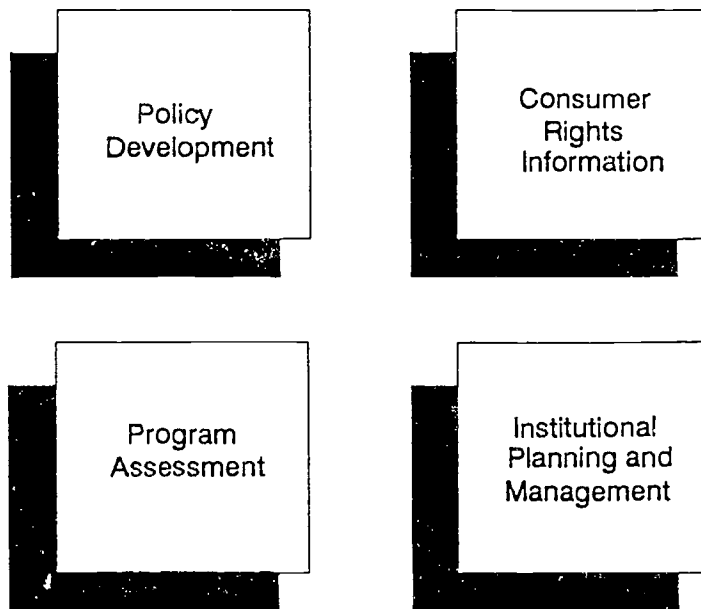 Policy
Development
Consumer
Rights
Information
Program
Assessment
Institutional
Planning and
Management